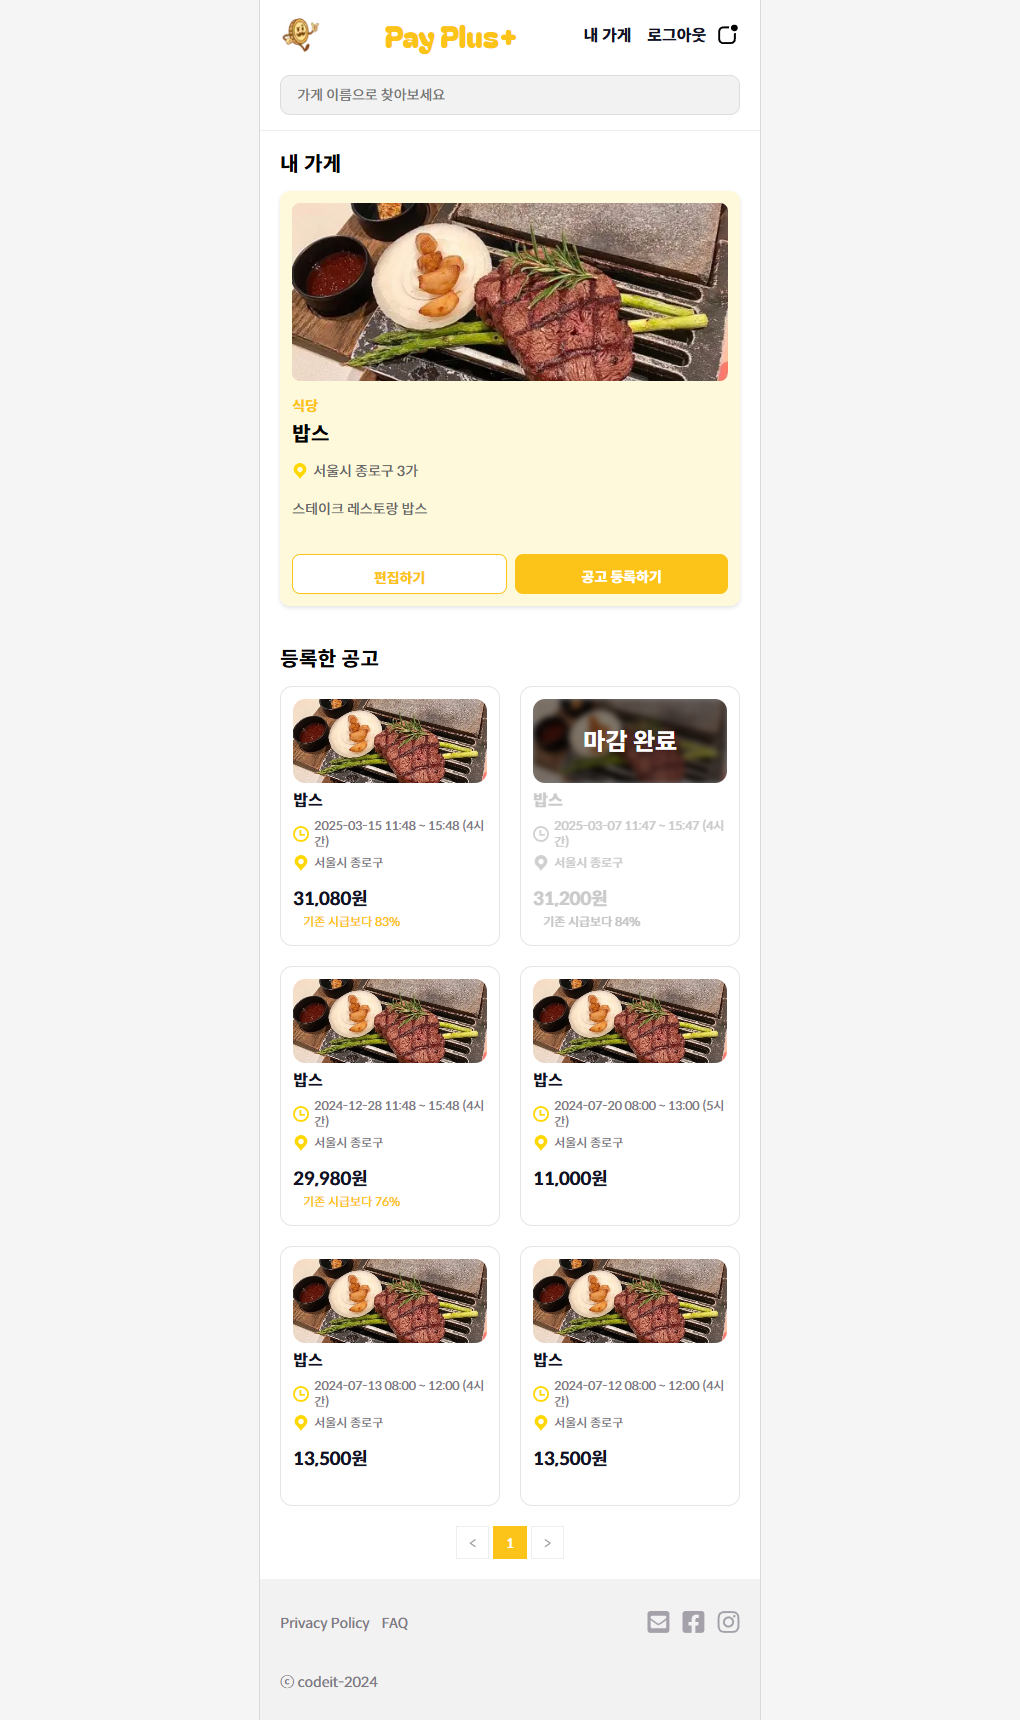 Pay Plus+
내 가게 로그아웃
가게 이름으로 찾아보세요
내 가게
식당
밥스
서울시 종로구 3가
스테이크 레스토랑 밥스
편집하기
공고 등록하기
등록한 공고
밥스
2025-03-15 11:48 ~ 15:48 (4시
간)
서울시 종로구
31,080원
기존 시급보다 83%
마감 완료
밥스
2025-03-07 11:47 ~ 15:47 (4시
간)
서울시 종로구
31,200원
기존 시급보다 84%
밥스
2024-12-28 11:48 ~ 15:48 (4시
간)
서울시 종로구
29,980원
기존 시급보다 76%
밥스
2024-07-20 08:00 ~ 13:00 (5시
간)
서울시 종로구
11,000원
밥스
2024-07-13 08:00 ~ 12:00 (4시
간)
서울시 종로구
13,500원
밥스
2024-07-12 08:00 ~ 12:00 (4시
간)
서울시 종로구
13,500원
< 1 >
Privacy Policy FAQ
ⓒ codeit-2024